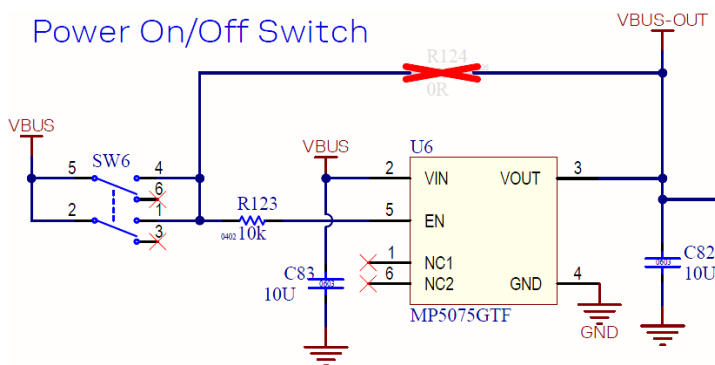 Power On/Off Switch
VBUS-OUT
R124
0R
VBUS
SW6
5
4
6
2
1
3
R123
0402 10k
VBUS
C83
0603
10U
U6
2 VIN
VOUT 3
5 EN
1 NC1
6 NC2
GND 4
MP5075GTF
GND
C82
0603
10U